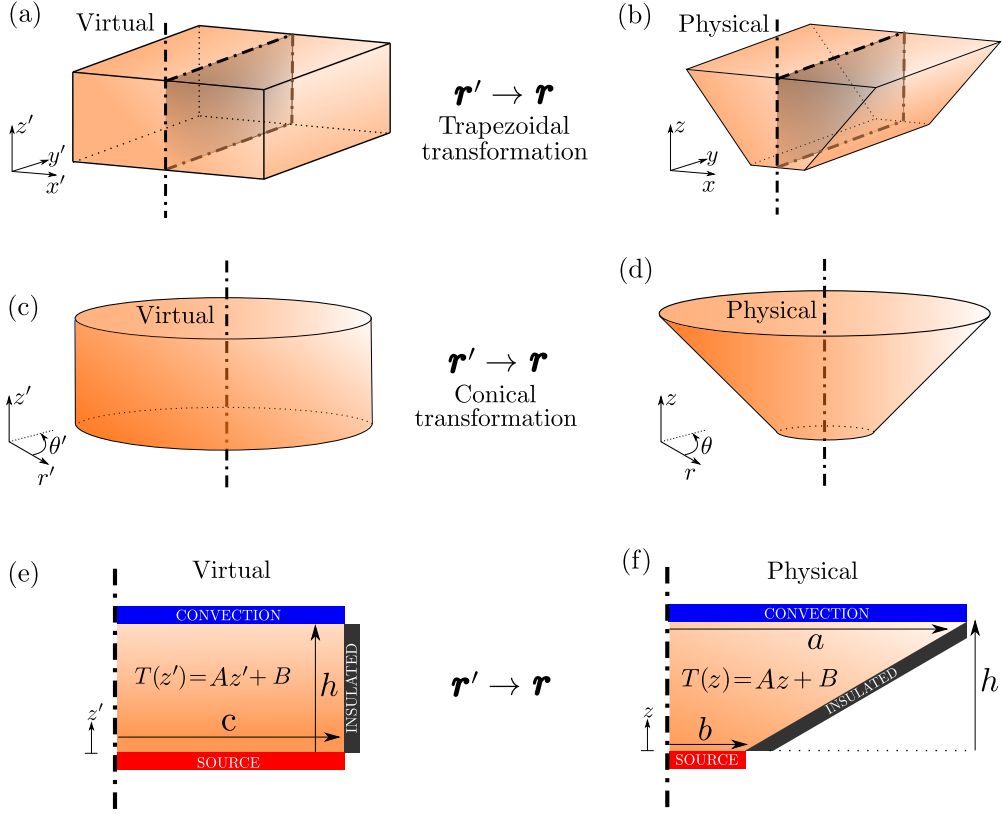 (a)
Virtual
z′
y′
x′
r′ → r
Trapezoidal
transformation
(b)
Physical
z
y
x
(c)
Virtual
z′
θ′
r′
r′ → r
Conical
transformation
(d)
Physical
z
θ
r
(e)
Virtual
CONVECTION
T(z′)=Az′+B
h
INSULATED
c
z′
SOURCE
r′ → r
(f)
Physical
CONVECTION
a
T(z)=Az+B
INSULATED
h
z
b
SOURCE